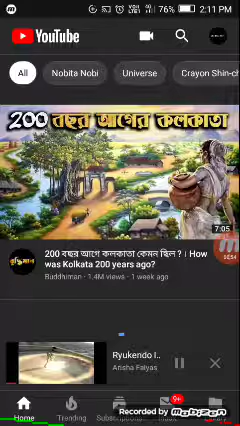 76% 2:11 PM
YouTube
All Nobita Nobi Universe Crayon Shin-ch
200 বছর আগের কলকাতা
7:05
200 বছর আগে কলকাতা কেমন ছিল ? । How
was Kolkata 200 years ago?
Buddhiman · 1.4M views · 1 week ago
Ryukendo I..
9+
Home Trending Subscriptions
Recorded by Mobizen